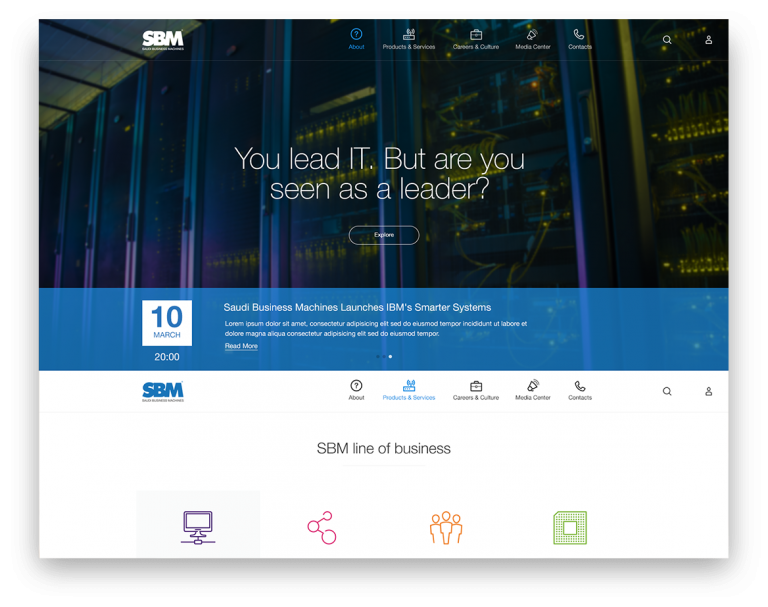 SBM
SAUDI BUSINESS MACHINES
About
Products & Services
Careers & Culture
Media Center
Contacts
You lead IT. But are you
seen as a leader?
Explore
10
MARCH
20:00
Saudi Business Machines Launches IBM's Smarter Systems
Lorem ipsum dolor sit amet, consectetur adipisicing elit sed do eiusmod tempor incididunt ut labore et
dolore magna aliqua consectetur adipisicing elit sed do eiusmod tempor.
Read More
SBM
SAUDI BUSINESS MACHINES
About
Products & Services
Careers & Culture
Media Center
Contacts
SBM line of business